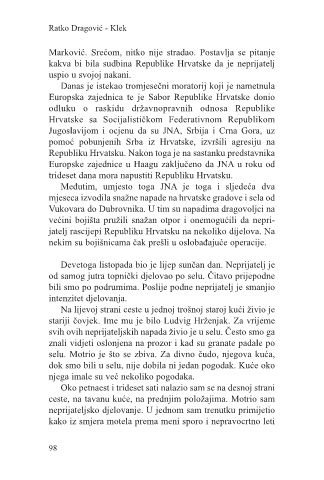 Ratko Dragović - Klek
Marković. Srećom, nitko nije stradao. Postavlja se pitanje
kakva bi bila sudbina Republike Hrvatske da je neprijatelj
uspio u svojoj nakani.
Danas je istekao tromjesečni moratorij koji je nametnula
Europska zajednica te je Sabor Republike Hrvatske donio
odluku o raskidu državnopravnih odnosa Republike
Hrvatske sa Socijalističkom Federativnom Republikom
Jugoslavijom i ocjenu da su JNA, Srbija i Crna Gora, uz
pomoć pobunjenih Srba iz Hrvatske, izvršili agresiju na
Republiku Hrvatsku. Nakon toga je na sastanku predstavnika
Europske zajednice u Haagu zaključeno da JNA u roku od
trideset dana mora napustiti Republiku Hrvatsku.
Međutim, umjesto toga JNA je toga i sljedeća dva
mjeseca izvodila snažne napade na hrvatske gradove i sela od
Vukovara do Dubrovnika. U tim su napadima dragovoljci na
većini bojišta pružili snažan otpor i onemogućili da nepri-
jatelj rascijepi Republiku Hrvatsku na nekoliko dijelova. Na
nekim su bojišnicama čak prešli u oslobađajuće operacije.
Devetoga listopada bio je lijep sunčan dan. Neprijatelj je
od samog jutra topnički djelovao po selu. Čitavo prijepodne
bili smo po podrumima. Poslije podne neprijatelj je smanjio
intenzitet djelovanja.
Na lijevoj strani ceste u jednoj trošnoj staroj kući živio je
stariji čovjek. Ime mu je bilo Ludvig Hrženjak. Za vrijeme
svih ovih neprijateljskih napada živio je u selu. Često smo ga
znali vidjeti oslonjena na prozor i kad su granate padale po
selu. Motrio je što se zbiva. Za divno čudo, njegova kuća,
dok smo bili u selu, nije dobila ni jedan pogodak. Kuće oko
njega imale su već nekoliko pogodaka.
Oko petnaest i trideset sati nalazio sam se na desnoj strani
ceste, na tavanu kuće, na prednjim položajima. Motrio sam
neprijateljsko djelovanje. U jednom sam trenutku primijetio
kako iz smjera motela prema meni sporo i nepravocrtno leti
98